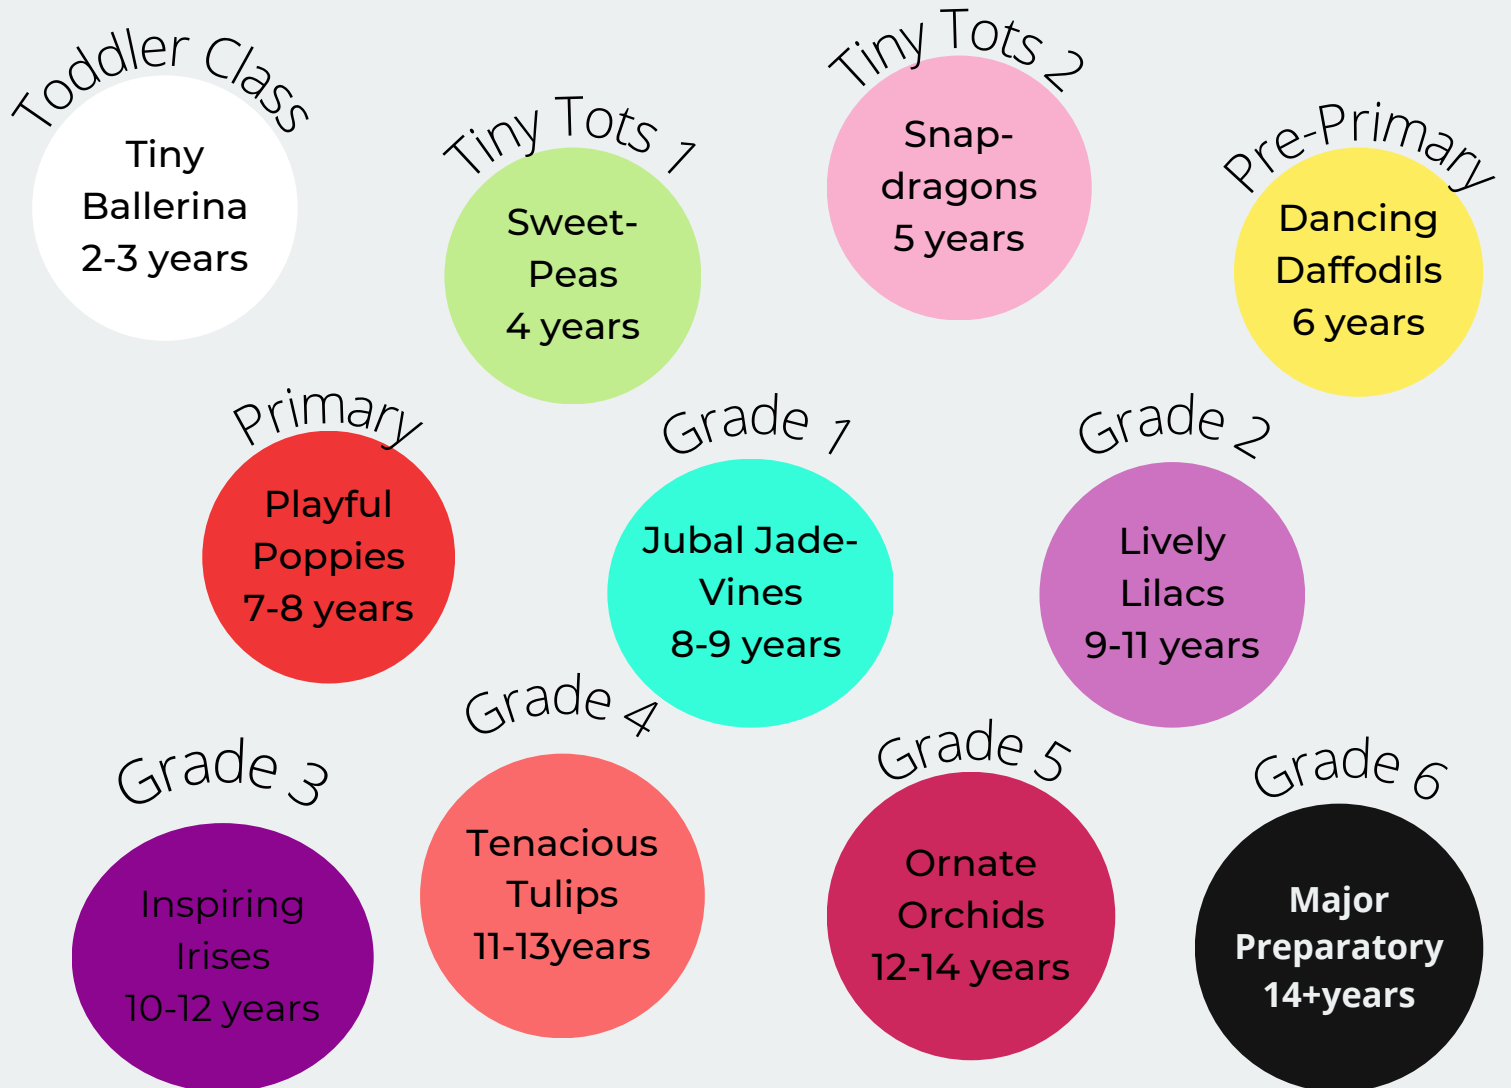 Toddler Class
Tiny
Ballerina
2-3 years
Tiny Tots 1
Sweet-
Peas
4 years
Tiny Tots 2
Snap-
dragons
5 years
Pre-Primary
Dancing
Daffodils
6 years
Primary
Playful
Poppies
7-8 years
Grade 1
Jubal Jade-
Vines
8-9 years
Grade 2
Lively
Lilacs
9-11 years
Grade 3
Inspiring
Irises
10-12 years
Grade 4
Tenacious
Tulips
11-13years
Grade 5
Ornate
Orchids
12-14 years
Grade 6
Major
Preparatory
14+years